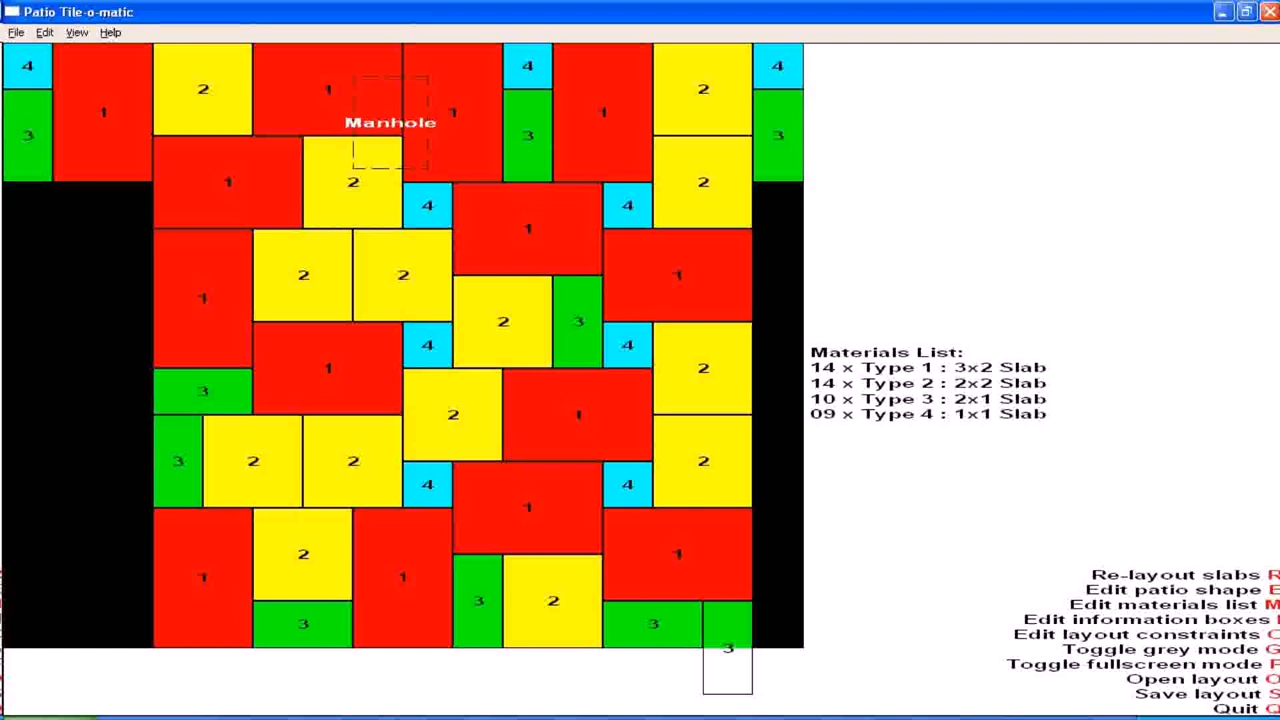 Patio Tile-o-matic
File Edit View Help
4 2 1 4 2 4
1 1 1
Manhole
3 3 3
1 2 2
4 4
1
2 2 1
1
2 3
4 4
1 2
3
2 1
3 2 2 2
4 4
1
2 1
1 1
3 2
3 3 3
Materials List:
14 x Type 1 : 3x2 Slab
14 x Type 2 : 2x2 Slab
10 x Type 3 : 2x1 Slab
09 x Type 4 : 1x1 Slab
Re-layout slabs R
Edit patio shape E
Edit materials list M
Edit information boxes I
Edit layout constraints C
Toggle grey mode G
Toggle fullscreen mode F
Open layout O
Save layout S
Quit Q